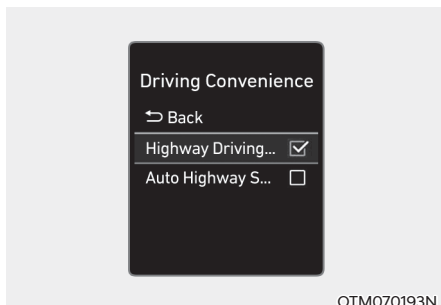 Driving Convenience
Back
Highway Driving...
Auto Highway S...
OTM070193N